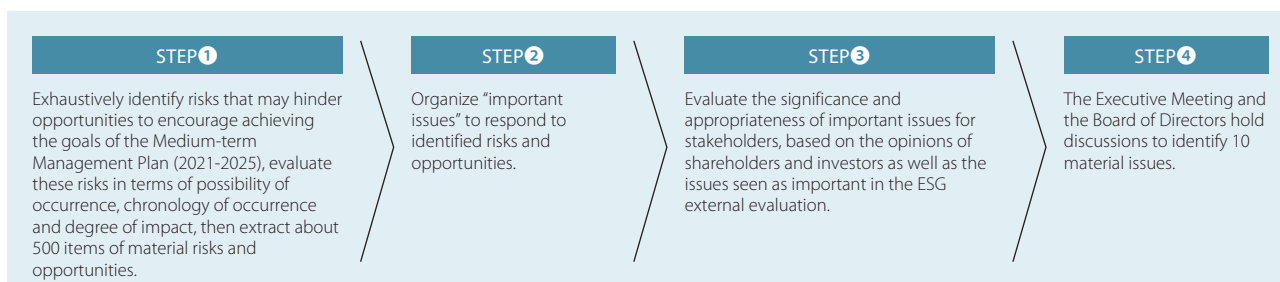 STEP❶
Exhaustively identify risks that may hinder
opportunities to encourage achieving
the goals of the Medium-term
Management Plan (2021-2025), evaluate
these risks in terms of possibility of
occurrence, chronology of occurrence
and degree of impact, then extract about
500 items of material risks and
opportunities.
STEP❷
Organize “important
issues” to respond to
identified risks and
opportunities.
STEP❸
Evaluate the significance and
appropriateness of important issues for
stakeholders, based on the opinions of
shareholders and investors as well as the
issues seen as important in the ESG
external evaluation.
STEP❹
The Executive Meeting and
the Board of Directors hold
discussions to identify 10
material issues.